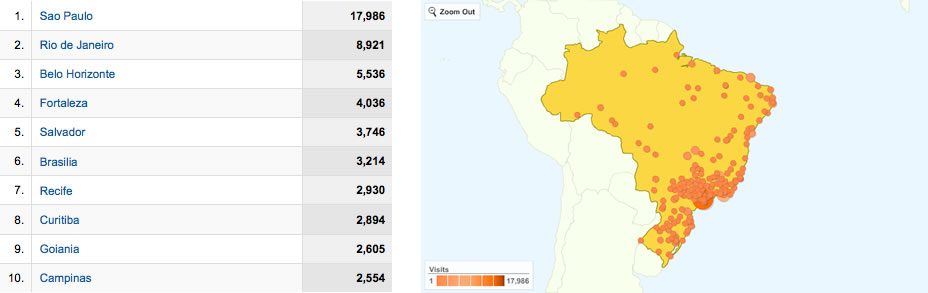 1. Sao Paulo 17,986
2. Rio de Janeiro 8,921
3. Belo Horizonte 5,536
4. Fortaleza 4,036
5. Salvador 3,746
6. Brasilia 3,214
7. Recife 2,930
8. Curitiba 2,894
9. Goiania 2,605
10. Campinas 2,554
Zoom Out
Visits
1 17,986